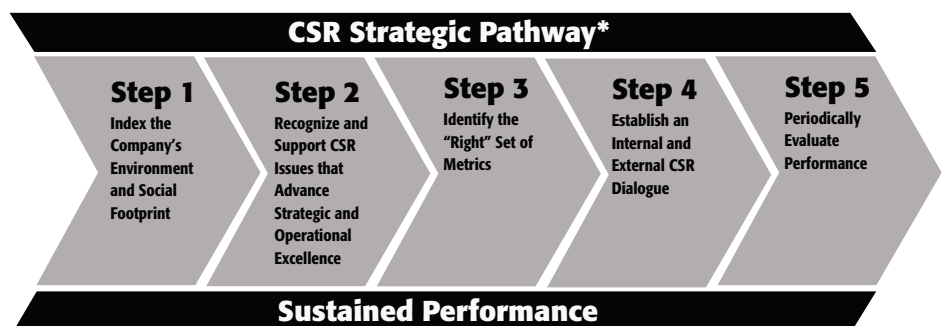 CSR Strategic Pathway*
Step 1
Index the
Company's
Environment
and Social
Footprint
Step 2
Recognize and
Support CSR
Issues that
Advance
Strategic and
Operational
Excellence
Step 3
Identify the
“Right” Set of
Metrics
Step 4
Establish an
Internal and
External CSR
Dialogue
Step 5
Periodically
Evaluate
Performance
Sustained Performance